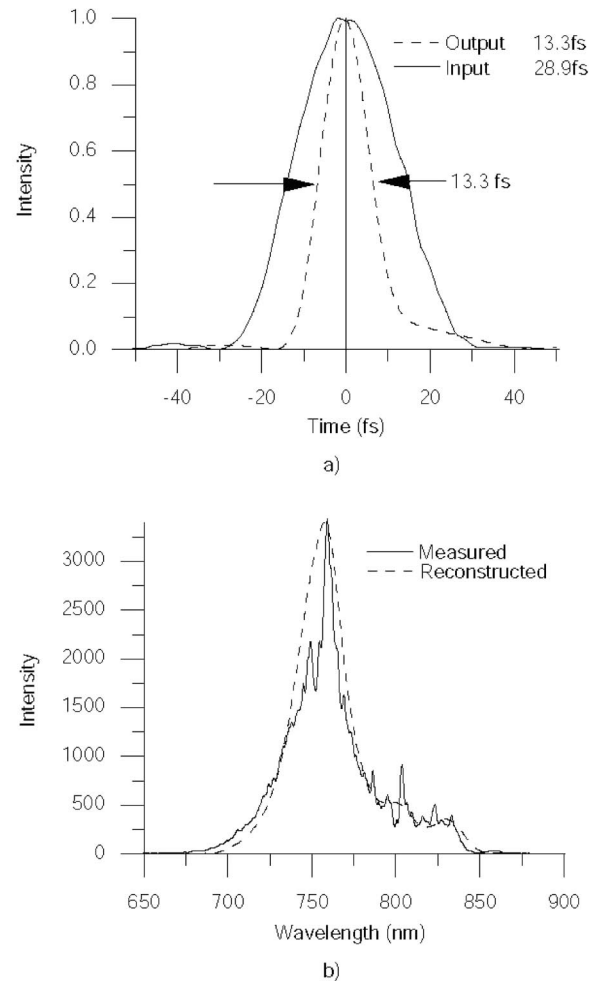 1.0
0.8
0.6
0.4
0.2
0.0
Intensity
Output 13.3fs
Input 28.9fs
13.3 fs
-40 -20 0 20 40
Time (fs)
a)
3000
2500
2000
1500
1000
500
0
Intensity
Measured
Reconstructed
650 700 750 800 850 900
Wavelength (nm)
b)